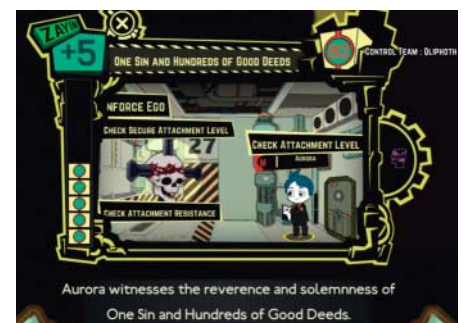 ZAYIN
+5
ONE SIN AND HUNDREDS OF GOOD DEEDS
CONTROL TEAM : QLIPHOTH
NFORCE EGO
CHECK SECURE ATTACHMENT LEVEL
27
CHECK ATTACHMENT LEVEL
AURORA
CHECK ATTACHMENT RESISTANCE
Aurora witnesses the reverence and solemnness of
One Sin and Hundreds of Good Deeds.